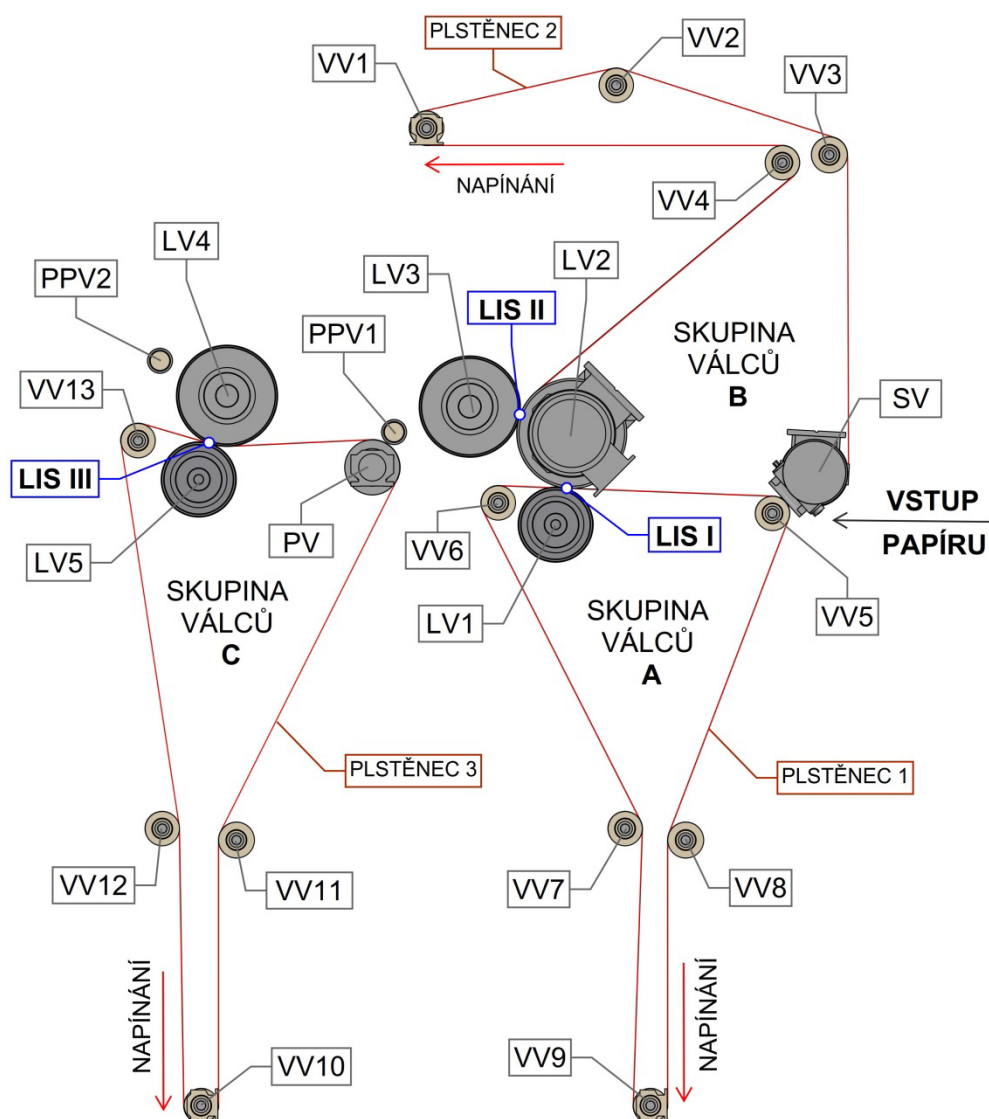 PLSTĚNEC 2
VV2
VV1
VV3
NAPÍNÁNÍ
VV4
LV4
LV3
LV2
PPV2
LIS II
PPV1
SKUPINA
VÁLCŮ
B
VV13
SV
LIS III
VSTUP
PAPÍRU
LV5
PV
VV6
LIS I
SKUPINA
VÁLCŮ
C
LV1
SKUPINA
VÁLCŮ
A
VV5
PLSTĚNEC 3
PLSTĚNEC 1
VV12
VV11
VV7
VV8
NAPÍNÁNÍ
NAPÍNÁNÍ
VV10
VV9